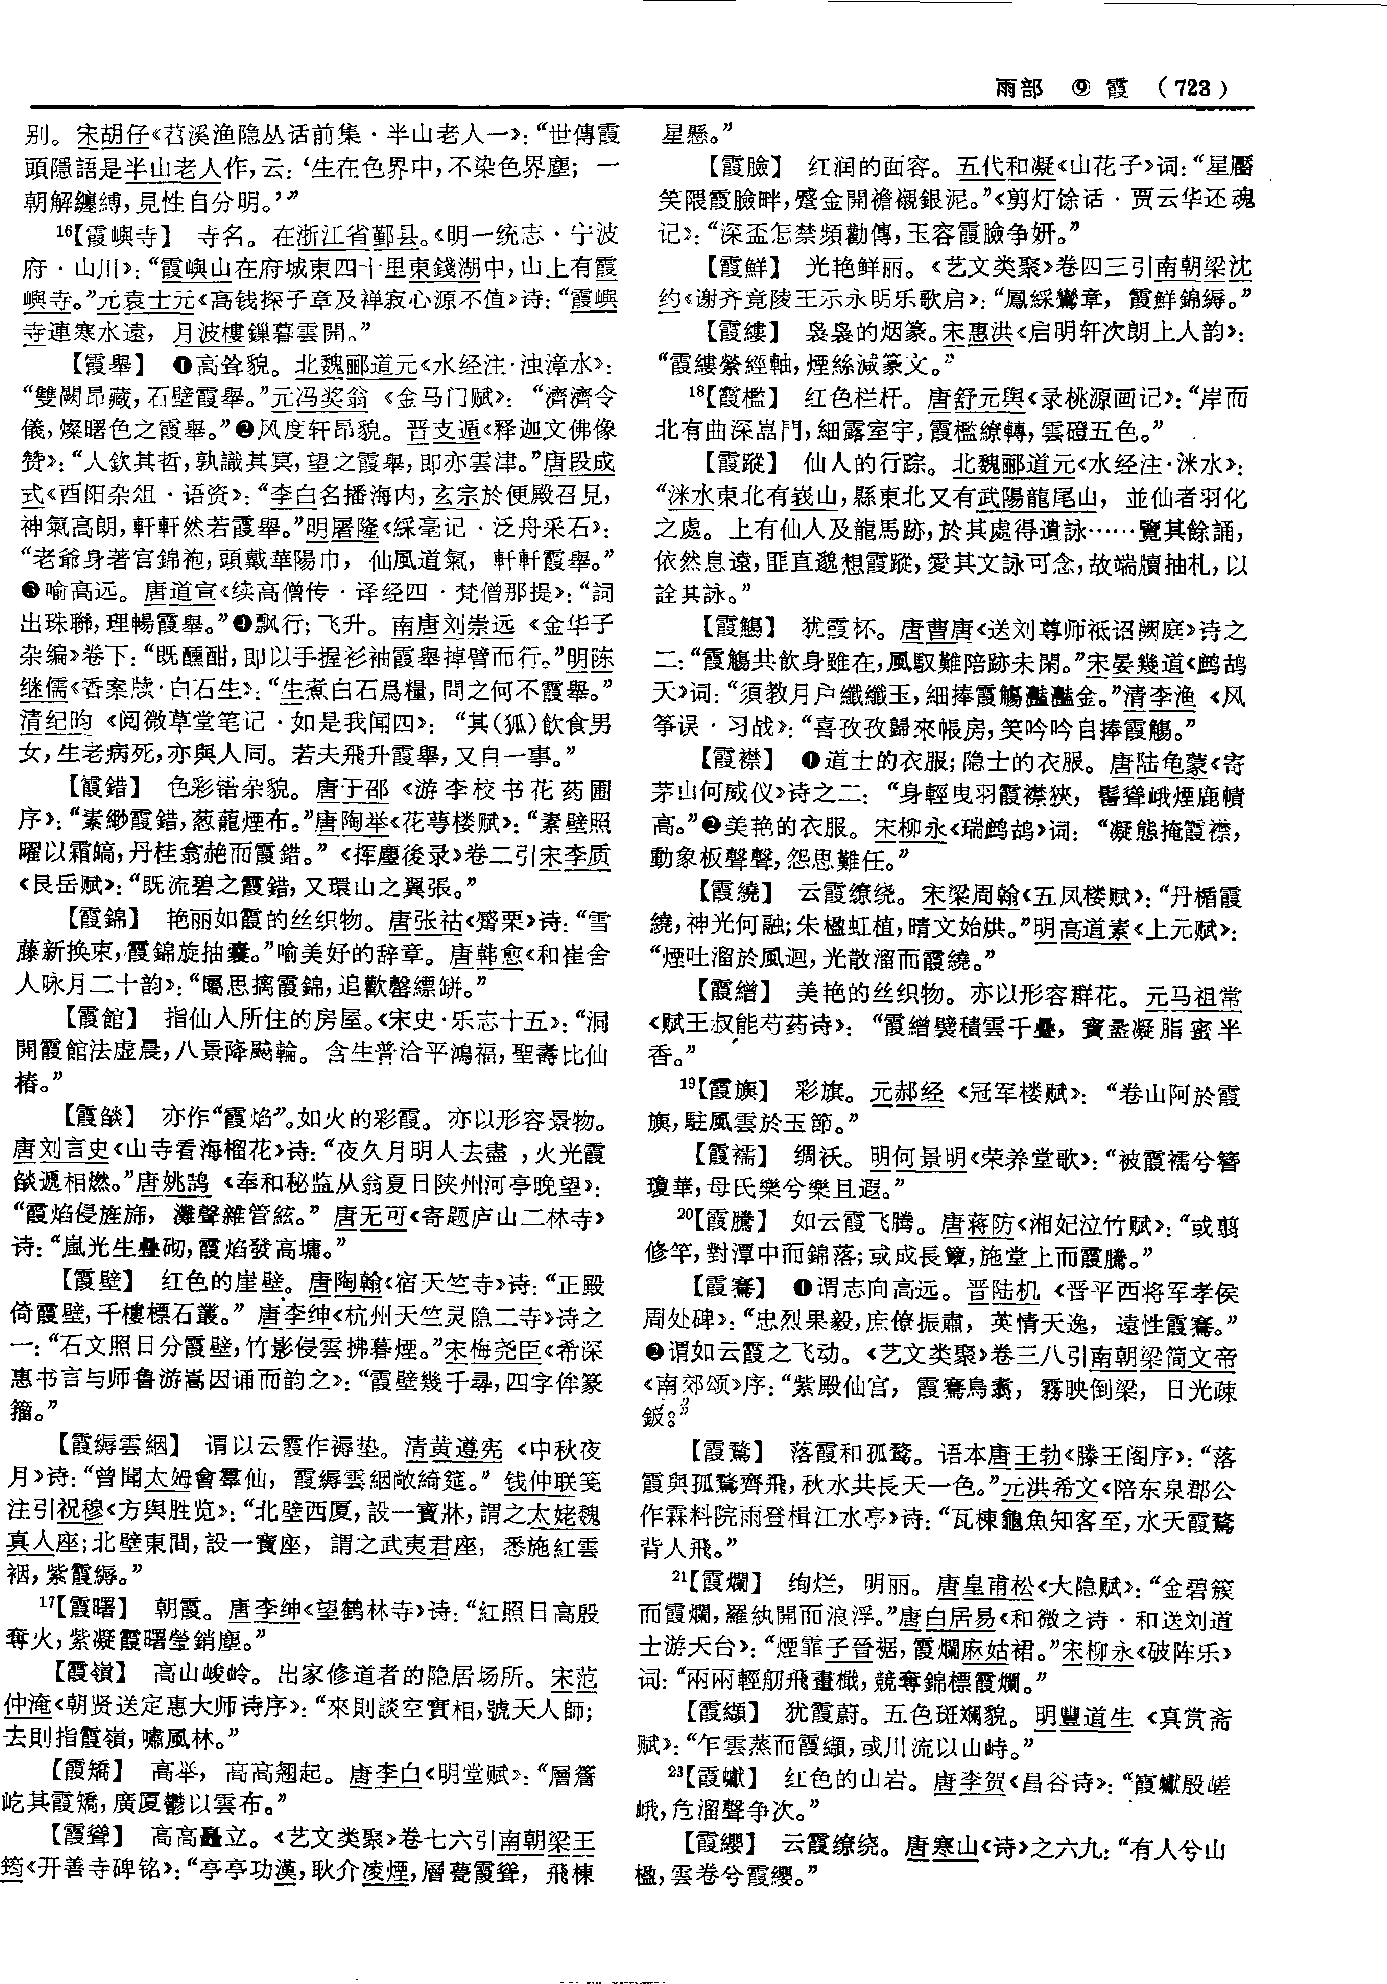 雨部 ⑨ 霞 （723）
别。宋胡仔《苕溪渔隐丛话前集·半山老人一》：“世傳霞
頭隱語是半山老人作，云：‘生在色界中，不染色界塵；一
朝解纏縛，見性自分明。’”
16【霞嶼寺】 寺名。在浙江省鄞县。《明一统志·宁波
府·山川》：“霞嶼山在府城東四十里東錢湖中，山上有霞
嶼寺。”元袁士元《高钱探子章及禅寂心源不值》诗：“霞嶼
寺連寒水遠，月波樓鏁暮雲開。”
【霞舉】 ❶高耸貌。北魏郦道元《水经注·浊漳水》：
“雙闕昂藏，石壁霞舉。”元冯奖翁《金马门赋》：“濟濟令
儀，燦曙色之霞舉。”❷风度轩昂貌。晋支遁《释迦文佛像
赞》：“人欽其哲，孰識其冥，望之霞舉，即亦雲津。”唐段成
式《酉阳杂俎·语资》：“李白名播海内，玄宗於便殿召見，
神氣高朗，軒軒然若霞舉。”明屠隆《綵毫记·泛舟采石》：
“老爺身著宫錦袍，頭戴華陽巾，仙風道氣，軒軒霞舉。”
❸喻高远。唐道宣《续高僧传·译经四·梵僧那提》：“詞
出珠聯，理暢霞舉。”❹飘行；飞升。南唐刘崇远《金华子
杂编》卷下：“既醺酣，即以手握衫袖霞舉掉臂而行。”明陈
继儒《香案牍·白石生》：“生煮白石爲糧，問之何不霞舉。”
清纪昀《阅微草堂笔记·如是我闻四》：“其（狐）飲食男
女，生老病死，亦與人同。若夫飛升霞舉，又自一事。”
【霞錯】 色彩错杂貌。唐于邵《游李校书花药圃
序》：“素緲霞錯，葱蘢煙布。”唐陶举《花萼楼赋》：“素壁照
曜以霜皜，丹桂翕赩而霞錯。”《挥麈後录》卷二引宋李质
《艮岳赋》：“既流碧之霞錯，又環山之翼張。”
【霞錦】 艳丽如霞的丝织物。唐张祜《觱栗》诗：“雪
藤新换束，霞錦旋抽囊。”喻美好的辞章。唐韩愈《和崔舍
人咏月二十韵》：“屬思摛霞錦，追歡罄縹缾。”
【霞館】 指仙人所住的房屋。《宋史·乐志十五》：“洞
開霞館法虚晨，八景降飈輪。含生普洽平鴻福，聖壽比仙
椿。”
【霞燄】 亦作“霞焰”。如火的彩霞。亦以形容景物。
唐刘言史《山寺看海榴花》诗：“夜久月明人去盡，火光霞
燄遞相燃。”唐姚鹄《奉和秘监从翁夏日陕州河亭晚望》：
“霞焰侵旌旆，灘聲雜管絃。”唐无可《寄题庐山二林寺》
诗：“嵐光生疊砌，霞焰發高墉。”
【霞壁】 红色的崖壁。唐陶翰《宿天竺寺》诗：“正殿
倚霞壁，千樓標石叢。”唐李绅《杭州天竺灵隐二寺》诗之
一：“石文照日分霞壁，竹影侵雲拂暮煙。”宋梅尧臣《希深
惠书言与师鲁游嵩因诵而韵之》：“霞壁幾千尋，四字侔篆
籀。”
【霞縟雲絪】 谓以云霞作褥垫。清黄遵宪《中秋夜
月》诗：“曾聞太姆會羣仙，霞縟雲絪敞綺筵。”钱仲联笺
注引祝穆《方舆胜览》：“北壁西厦，設一寶牀，謂之太姥魏
真人座；北壁東間，設一寶座，謂之武夷君座，悉施紅雲
裀，紫霞縟。”
17【霞曙】 朝霞。唐李绅《望鹤林寺》诗：“紅照日高殷
奪火，紫凝霞曙瑩銷塵。”
【霞嶺】 高山峻岭。出家修道者的隐居场所。宋范
仲淹《朝贤送定惠大师诗序》：“來則談空實相，號天人師；
去則指霞嶺，嘯風林。”
【霞矯】 高举，高高翘起。唐李白《明堂赋》：“層簷
屹其霞矯，廣厦鬱以雲布。”
【霞聳】 高高矗立。《艺文类聚》卷七六引南朝梁王
筠《开善寺碑铭》：“亭亭功漢，耿介凌煙，層甍霞聳，飛棟
星懸。”
【霞臉】 红润的面容。五代和凝《山花子》词：“星靨
笑隈霞臉畔，蹙金開襜襯銀泥。”《剪灯馀话·贾云华还魂
记》：“深盃怎禁頻勸傳，玉容霞臉争妍。”
【霞鮮】 光艳鲜丽。《艺文类聚》卷四三引南朝梁沈
约《谢齐竟陵王示永明乐歌启》：“鳳綵鸞章，霞鮮錦縟。”
【霞縷】 袅袅的烟篆。宋惠洪《启明轩次朗上人韵》：
“霞縷縈經軸，煙絲減篆文。”
18【霞檻】 红色栏杆。唐舒元舆《录桃源画记》：“岸而
北有曲深嵓門，細露室宇，霞檻繚轉，雲磴五色。”
【霞蹤】 仙人的行踪。北魏郦道元《水经注·洣水》：
“洣水東北有峩山，縣東北又有武陽龍尾山，並仙者羽化
之處。上有仙人及龍馬跡，於其處得遺詠……覽其餘誦，
依然息遠，匪直邈想霞蹤，愛其文詠可念，故端牘抽札，以
詮其詠。”
【霞觴】 犹霞杯。唐曹唐《送刘尊师祗诏阙庭》诗之
二：“霞觴共飲身雖在，風馭難陪跡未閑。”宋晏幾道《鹧鸪
天》词：“須教月户纖纖玉，細捧霞觴灩灩金。”清李渔《风
筝误·习战》：“喜孜孜歸來帳房，笑吟吟自捧霞觴。”
【霞襟】 ❶道士的衣服；隐士的衣服。唐陆龟蒙《寄
茅山何威仪》诗之二：“身輕曳羽霞襟狹，髻聳峨煙鹿幘
高。”❷美艳的衣服。宋柳永《瑞鹧鸪》词：“凝態掩霞襟，
動象板聲聲，怨思難任。”
【霞繞】 云霞缭绕。宋梁周翰《五凤楼赋》：“丹楯霞
繞，神光何融；朱楹虹植，晴文始烘。”明高道素《上元赋》：
“煙吐溜於風迴，光散溜而霞繞。”
【霞繒】 美艳的丝织物。亦以形容群花。元马祖常
《赋王叔能芍药诗》：“霞繒襞積雲千疊，寶盝凝脂蜜半
香。”
19【霞旟】 彩旗。元郝经《冠军楼赋》：“卷山阿於霞
旟，駐風雲於玉節。”
【霞襦】 绸袄。明何景明《荣养堂歌》：“被霞襦兮簪
瓊華，母氏樂兮樂且遐。”
20【霞騰】 如云霞飞腾。唐蒋防《湘妃泣竹赋》：“或翦
修竿，對潭中而錦落；或成長簟，施堂上而霞騰。”
【霞騫】 ❶谓志向高远。晋陆机《晋平西将军孝侯
周处碑》：“忠烈果毅，庶僚振肅，英情天逸，遠性霞騫。”
❷谓如云霞之飞动。《艺文类聚》卷三八引南朝梁简文帝
《南郊颂》序：“紫殿仙宫，霞騫鳥翥，霧映倒梁，日光疎
鈸。”
【霞鶩】 落霞和孤鹜。语本唐王勃《滕王阁序》：“落
霞與孤鶩齊飛，秋水共長天一色。”元洪希文《陪东泉郡公
作霖料院雨登楫江水亭》诗：“瓦棟龜魚知客至，水天霞鶩
背人飛。”
21【霞爛】 绚烂，明丽。唐皇甫松《大隐赋》：“金碧簇
而霞爛，羅紈開而浪浮。”唐白居易《和微之诗·和送刘道
士游天台》：“煙霏子晉裾，霞爛麻姑裙。”宋柳永《破阵乐》
词：“兩兩輕舠飛畫檝，競奪錦標霞爛。”
【霞纈】 犹霞蔚。五色斑斓貌。明豐道生《真赏斋
赋》：“乍雲蒸而霞纈，或川流以山峙。”
23【霞巘】 红色的山岩。唐李贺《昌谷诗》：“霞巘殷嵯
峨，危溜聲争次。”
【霞纓】 云霞缭绕。唐寒山《诗》之六九：“有人兮山
楹，雲卷兮霞纓。”